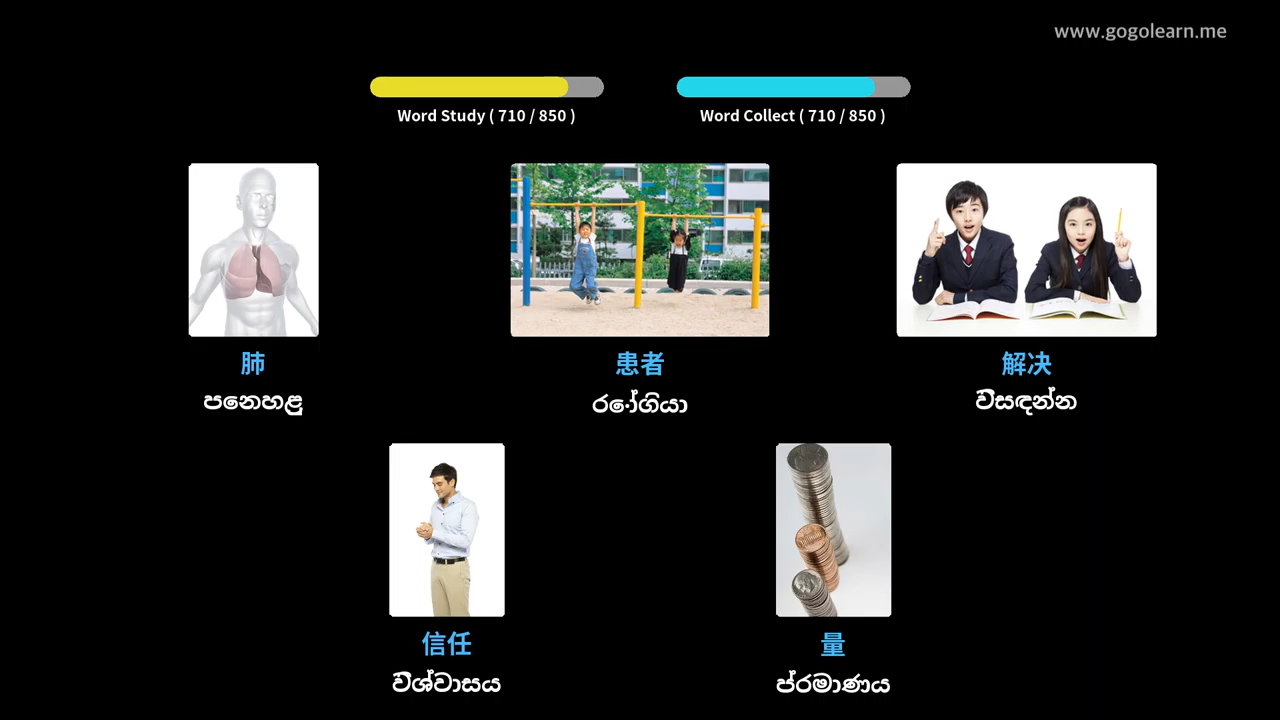 www.gogolearn.me
Word Study ( 710 / 850 )
Word Collect ( 710 / 850 )
肺
පෙනහළු
患者
රෝගියා
解决
විසඳන්න
信任
විශ්වාසය
量
ප්රමාණය